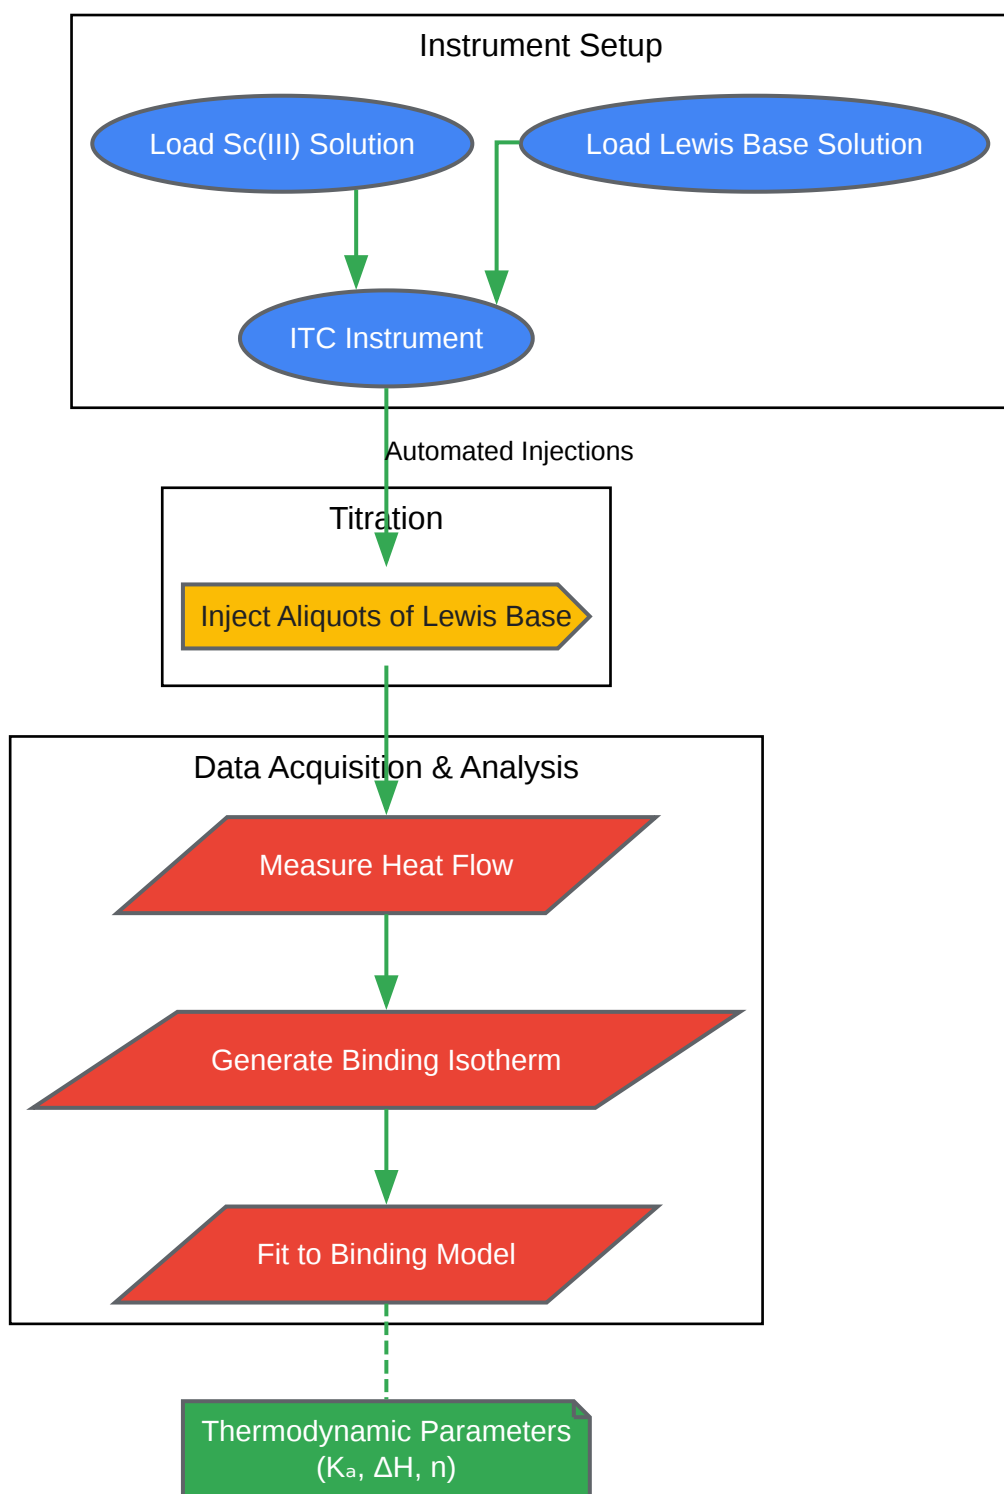 Instrument Setup
Load Sc(III) Solution
Load Lewis Base Solution
ITC Instrument
Automated Injections
Titration
Inject Aliquots of Lewis Base
Data Acquisition & Analysis
Measure Heat Flow
Generate Binding Isotherm
Fit to Binding Model
Thermodynamic Parameters
(Kₐ, ΔH, n)